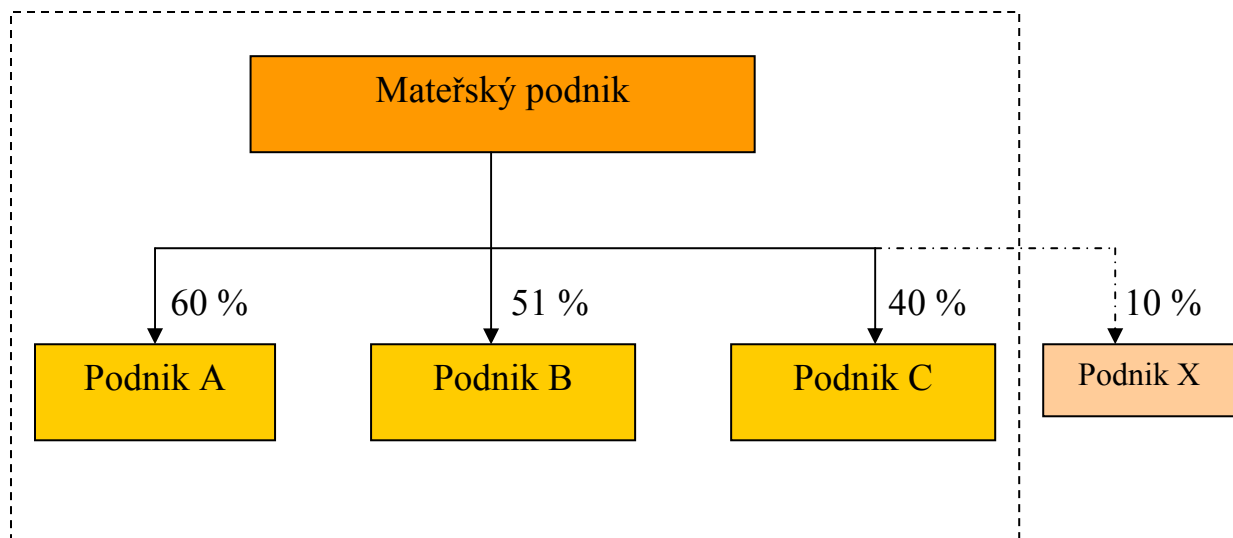 Mateřský podnik
60 %
51 %
40 %
10 %
Podnik A
Podnik B
Podnik C
Podnik X